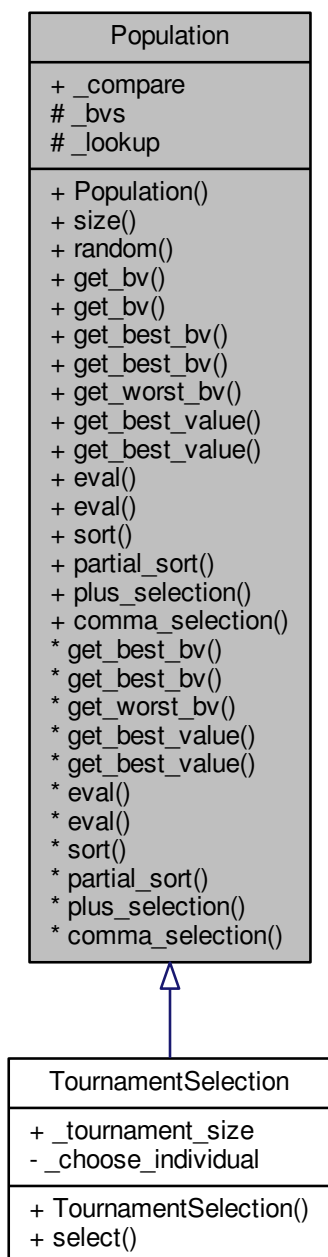 Population
+ _compare
# _bvs
# _lookup
+ Population()
+ size()
+ random()
+ get_bv()
+ get_bv()
+ get_best_bv()
+ get_best_bv()
+ get_worst_bv()
+ get_best_value()
+ get_best_value()
+ eval()
+ eval()
+ sort()
+ partial_sort()
+ plus_selection()
+ comma_selection()
* get_best_bv()
* get_best_bv()
* get_worst_bv()
* get_best_value()
* get_best_value()
* eval()
* eval()
* sort()
* partial_sort()
* plus_selection()
* comma_selection()
TournamentSelection
+ _tournament_size
- _choose_individual
+ TournamentSelection()
+ select()